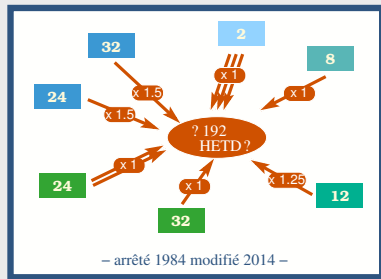 2
32
8
x 1
24
x 1.5
x 1
x 1.5
? 192
HETD ?
x 1
24
x 1
x 1.25
12
32
– arrêté 1984 modifié 2014 –